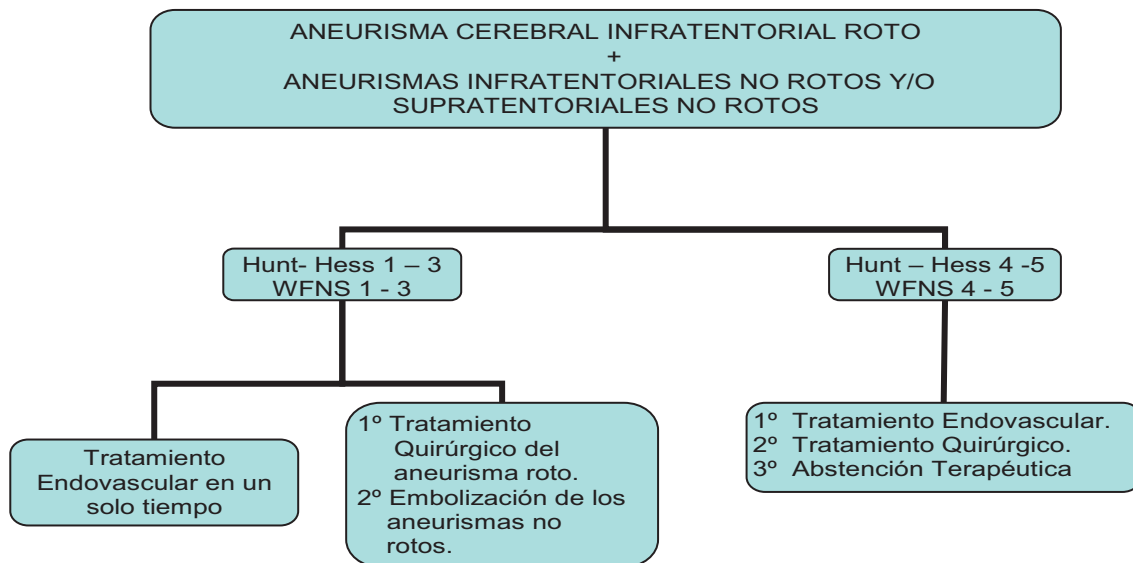 ANEURISMA CEREBRAL INFRATENTORIAL ROTO
+
ANEURISMAS INFRATENTORIALES NO ROTOS Y/O
SUPRATENTORIALES NO ROTOS
Hunt- Hess 1 – 3
WFNS 1 - 3
Hunt – Hess 4 -5
WFNS 4 - 5
Tratamiento
Endovascular en un
solo tiempo
1º Tratamiento
Quirúrgico del
aneurisma roto.
2º Embolización de los
aneurismas no
rotos.
1º Tratamiento Endovascular.
2º Tratamiento Quirúrgico.
3º Abstención Terapéutica